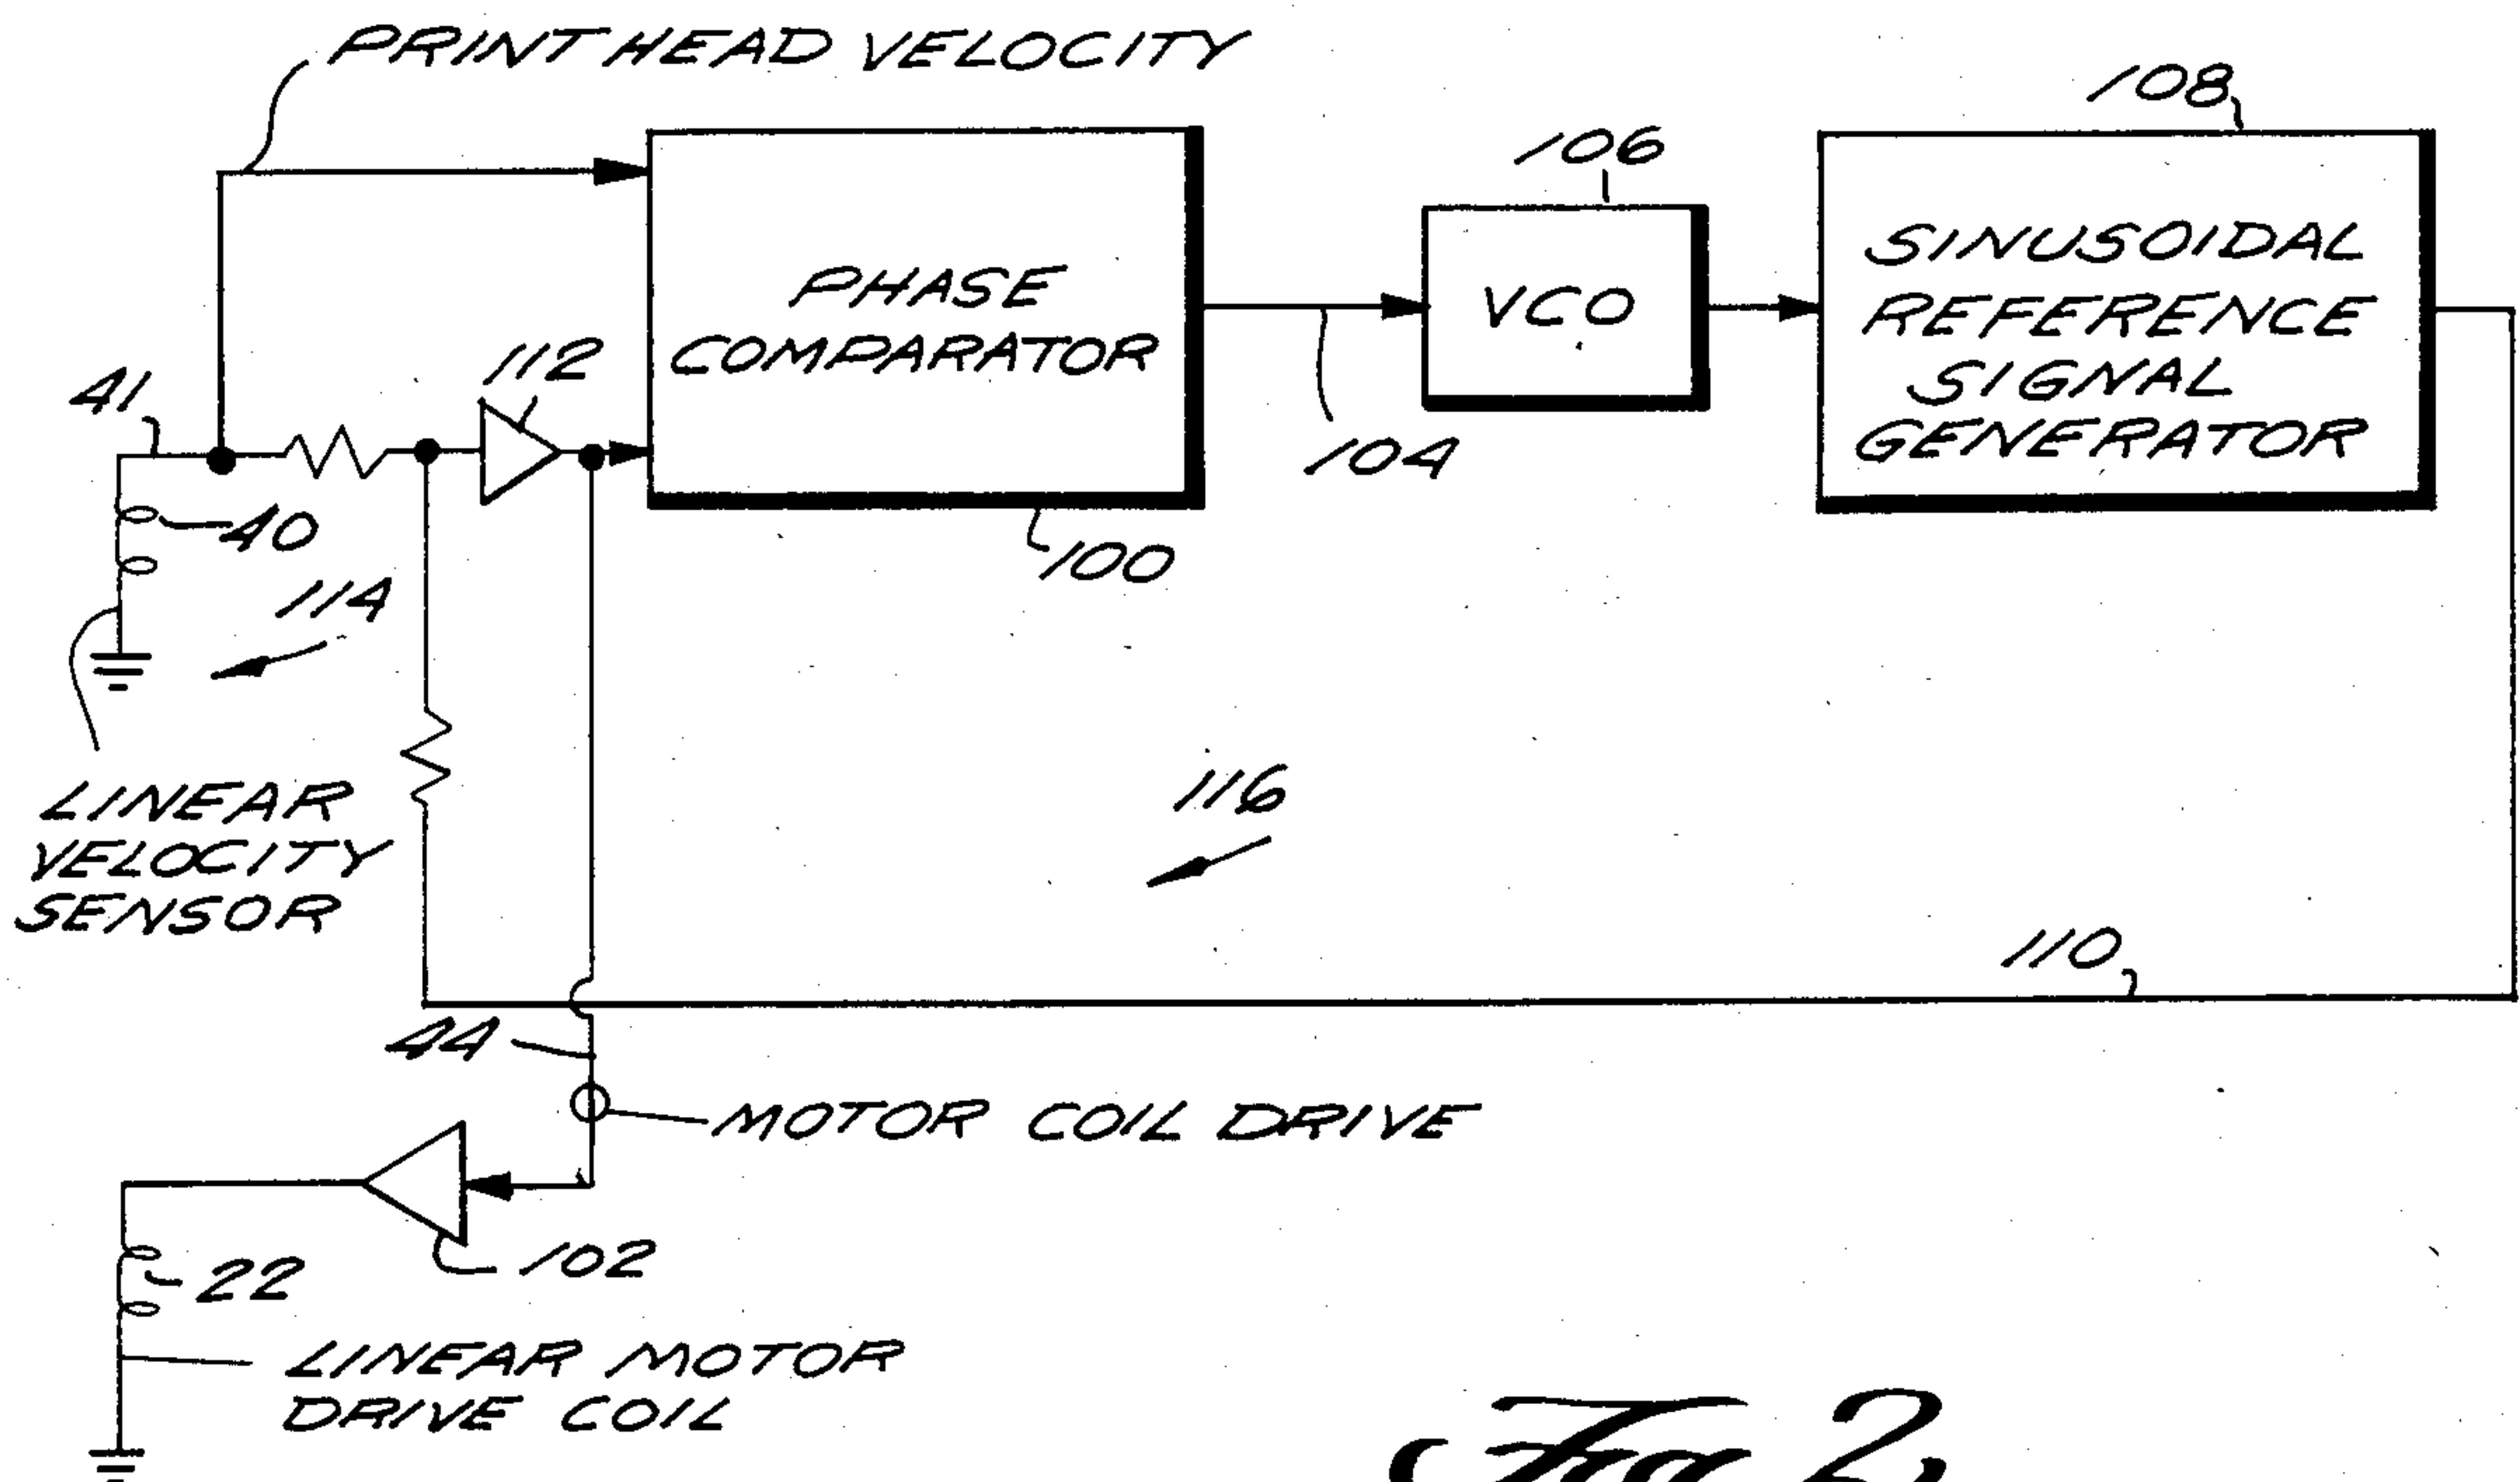 PRINT HEAD VELOCITY
108
106
PHASE
COMPARATOR
VCO
SINUSOIDAL
REFERENCE
SIGNAL
GENERATOR
112
41
104
40
100
114
LINEAR
VELOCITY
SENSOR
116
110
44
MOTOR COIL DRIVE
102
22
LINEAR MOTOR
DRIVE COIL
Fig 2